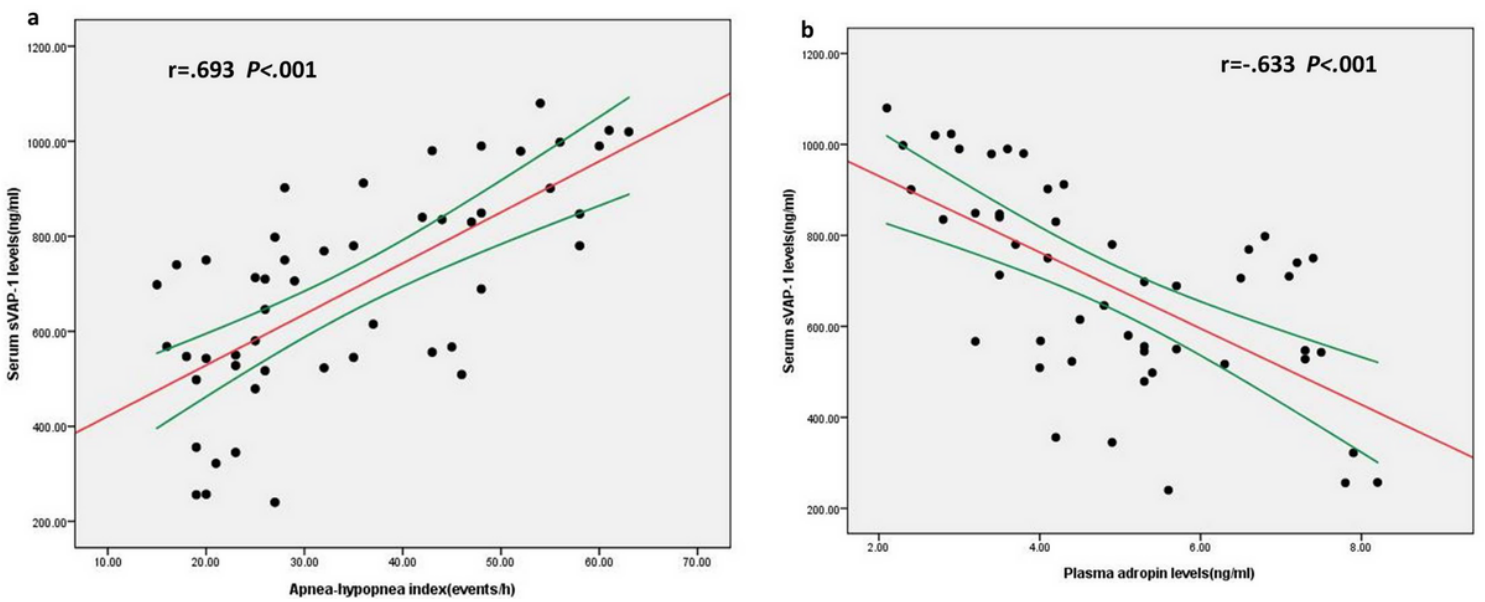 a
r=.693 P<.001
1200.00
1000.00
800.00
600.00
400.00
200.00
Serum sVAP-1 levels(ng/ml)
10.00 20.00 30.00 40.00 50.00 60.00 70.00
Apnea-hypopnea index(events/h)
b
r=-.633 P<.001
1200.00
1000.00
800.00
600.00
400.00
200.00
Serum sVAP-1 levels(ng/ml)
2.00 4.00 6.00 8.00
Plasma adropin levels(ng/ml)